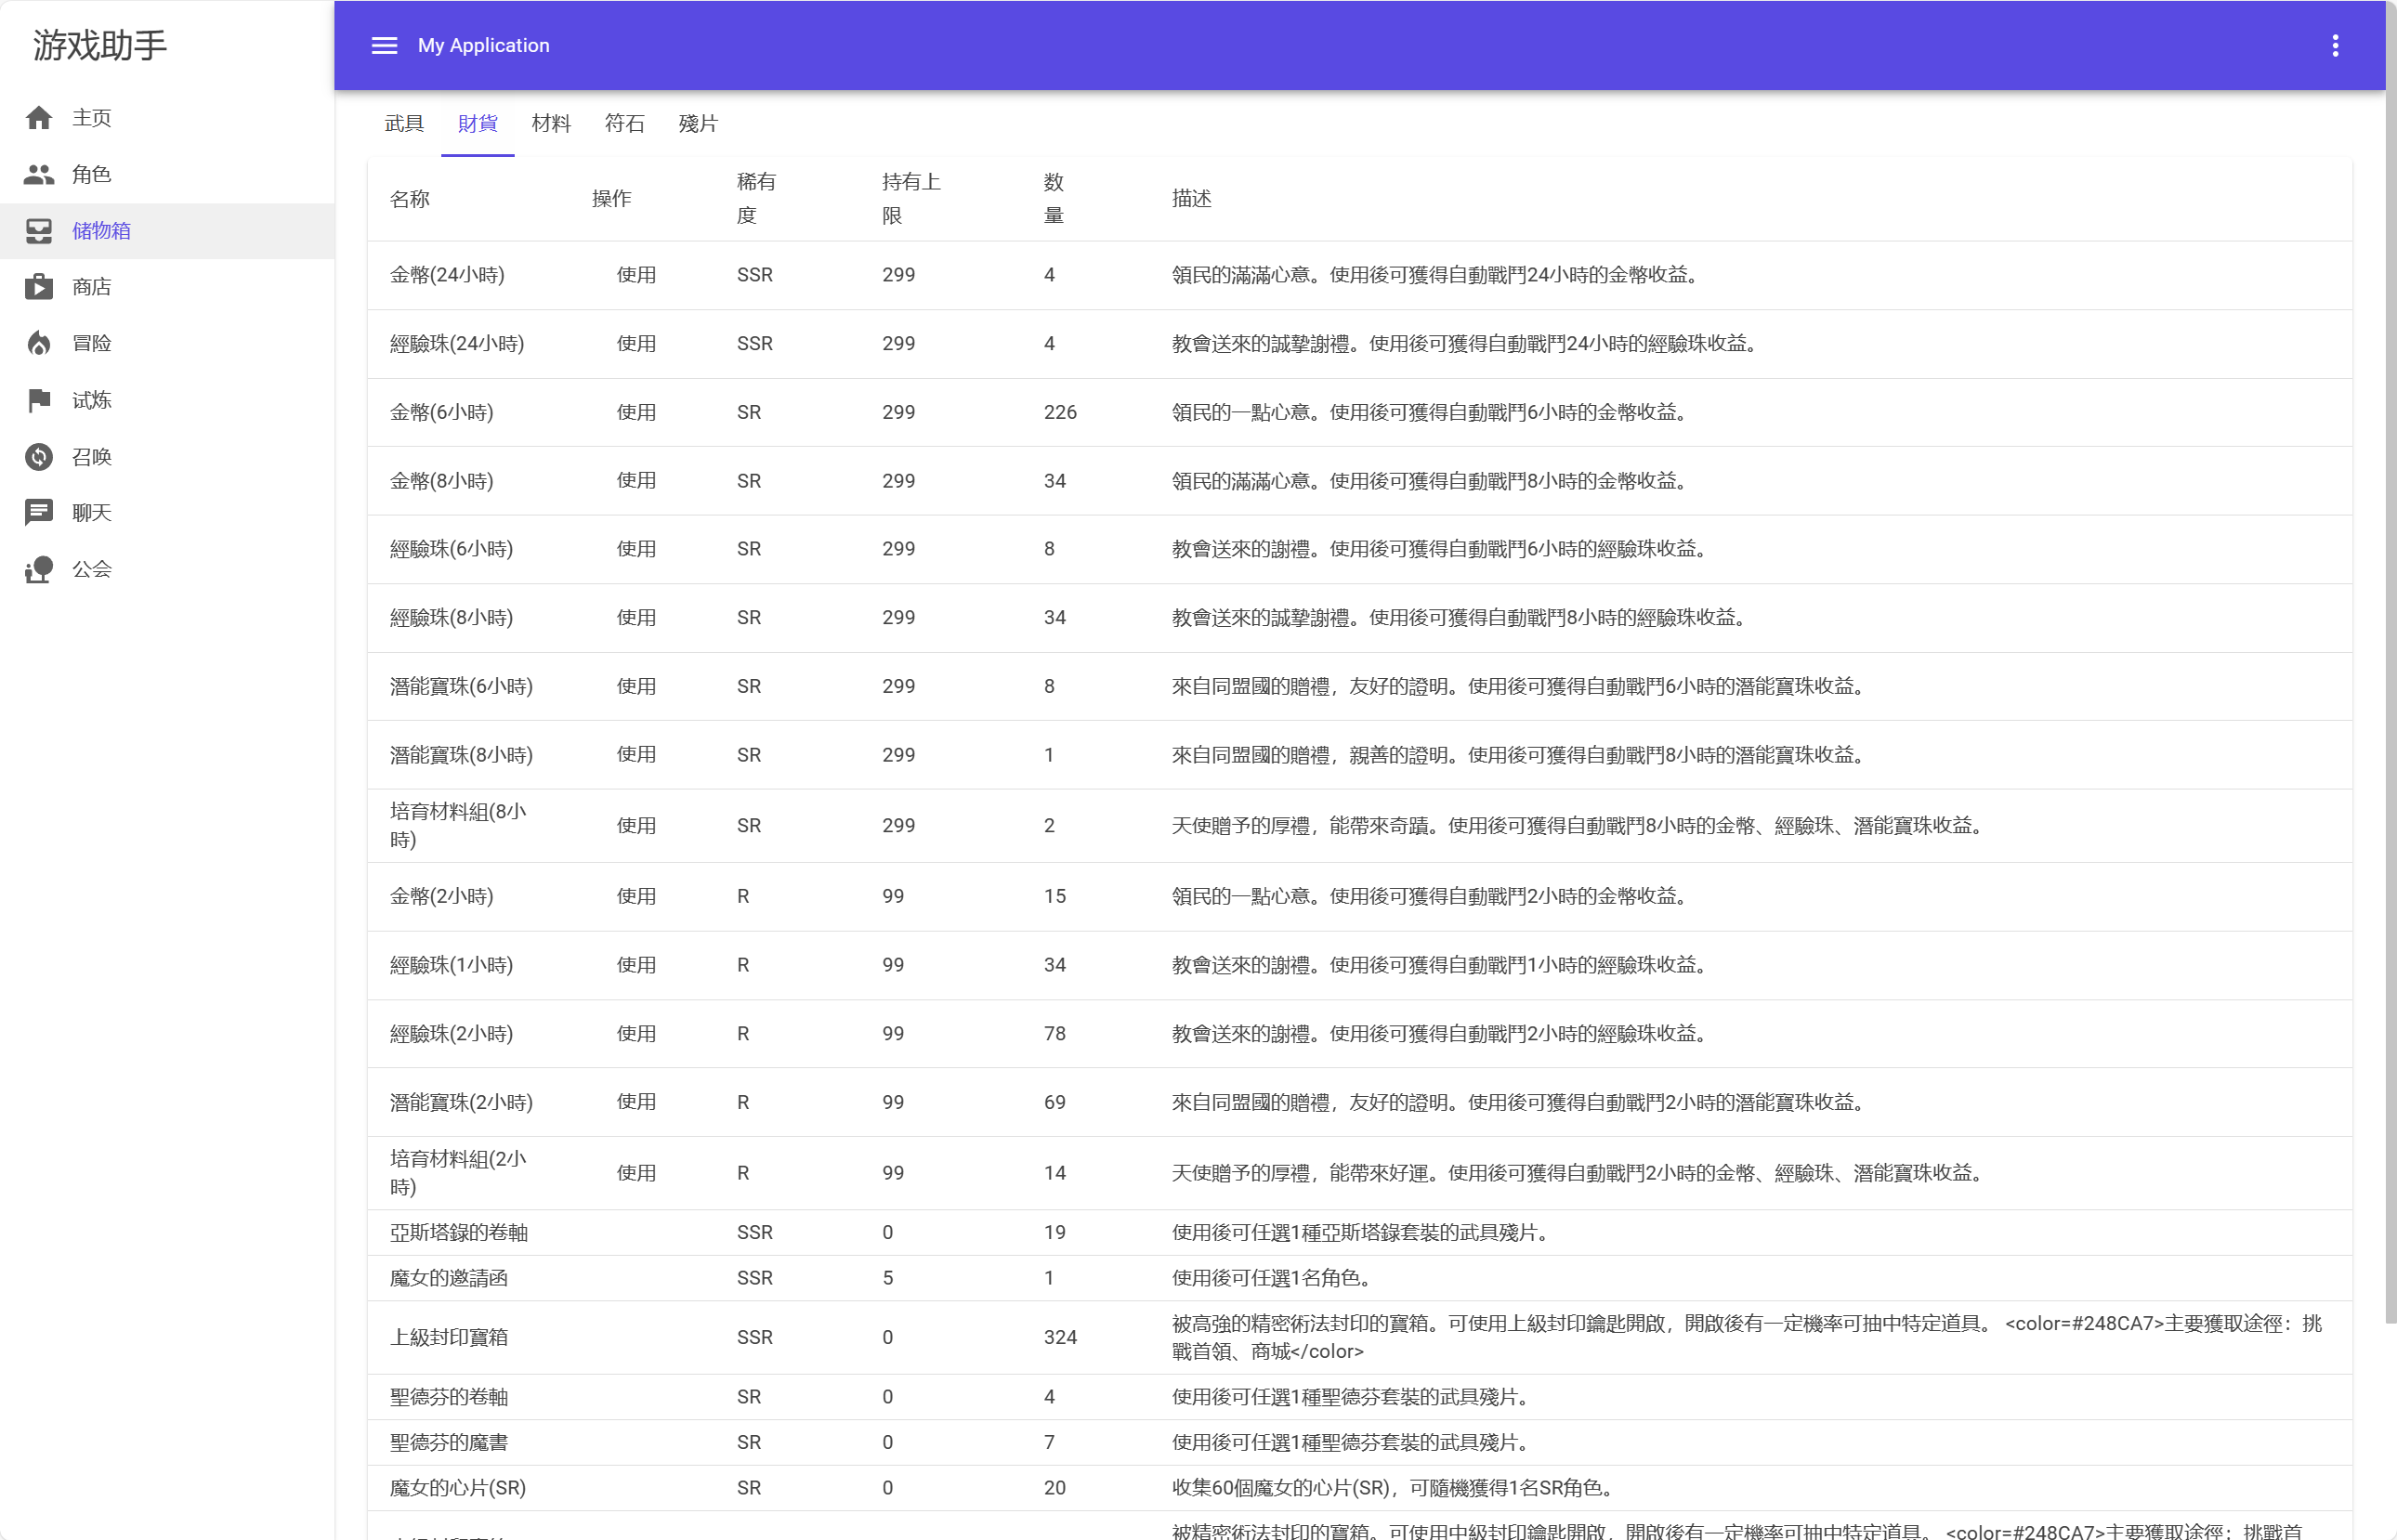 游戏助手
My Application
主页
角色
储物箱
商店
冒险
试炼
召唤
聊天
公会
武具 財貨 材料 符石 殘片
名称 操作 稀有度 持有上限 数量 描述
金幣(24小時) 使用 SSR 299 4 領民的滿滿心意。使用後可獲得自動戰鬥24小時的金幣收益。
經驗珠(24小時) 使用 SSR 299 4 教會送來的誠摯謝禮。使用後可獲得自動戰鬥24小時的經驗珠收益。
金幣(6小時) 使用 SR 299 226 領民的一點心意。使用後可獲得自動戰鬥6小時的金幣收益。
金幣(8小時) 使用 SR 299 34 領民的滿滿心意。使用後可獲得自動戰鬥8小時的金幣收益。
經驗珠(6小時) 使用 SR 299 8 教會送來的謝禮。使用後可獲得自動戰鬥6小時的經驗珠收益。
經驗珠(8小時) 使用 SR 299 34 教會送來的誠摯謝禮。使用後可獲得自動戰鬥8小時的經驗珠收益。
潛能寶珠(6小時) 使用 SR 299 8 來自同盟國的贈禮，友好的證明。使用後可獲得自動戰鬥6小時的潛能寶珠收益。
潛能寶珠(8小時) 使用 SR 299 1 來自同盟國的贈禮，親善的證明。使用後可獲得自動戰鬥8小時的潛能寶珠收益。
培育材料組(8小時) 使用 SR 299 2 天使贈予的厚禮，能帶來奇蹟。使用後可獲得自動戰鬥8小時的金幣、經驗珠、潛能寶珠收益。
金幣(2小時) 使用 R 99 15 領民的一點心意。使用後可獲得自動戰鬥2小時的金幣收益。
經驗珠(1小時) 使用 R 99 34 教會送來的謝禮。使用後可獲得自動戰鬥1小時的經驗珠收益。
經驗珠(2小時) 使用 R 99 78 教會送來的謝禮。使用後可獲得自動戰鬥2小時的經驗珠收益。
潛能寶珠(2小時) 使用 R 99 69 來自同盟國的贈禮，友好的證明。使用後可獲得自動戰鬥2小時的潛能寶珠收益。
培育材料組(2小時) 使用 R 99 14 天使贈予的厚禮，能帶來好運。使用後可獲得自動戰鬥2小時的金幣、經驗珠、潛能寶珠收益。
亞斯塔錄的卷軸 SSR 0 19 使用後可任選1種亞斯塔錄套裝的武具殘片。
魔女的邀請函 SSR 5 1 使用後可任選1名角色。
上級封印寶箱 SSR 0 324 被高強的精密術法封印的寶箱。可使用上級封印鑰匙開啟，開啟後有一定機率可抽中特定道具。 <color=#248CA7>主要獲取途徑：挑
戰首領、商城</color>
聖德芬的卷軸 SR 0 4 使用後可任選1種聖德芬套裝的武具殘片。
聖德芬的魔書 SR 0 7 使用後可任選1種聖德芬套裝的武具殘片。
魔女的心片(SR) SR 0 20 收集60個魔女的心片(SR)，可隨機獲得1名SR角色。
被精密術法封印的寶箱。可使用中級封印鑰匙開啟，開啟後有一定機率可抽中特定道具。 <color=#248CA7>主要獲取途徑：挑戰首